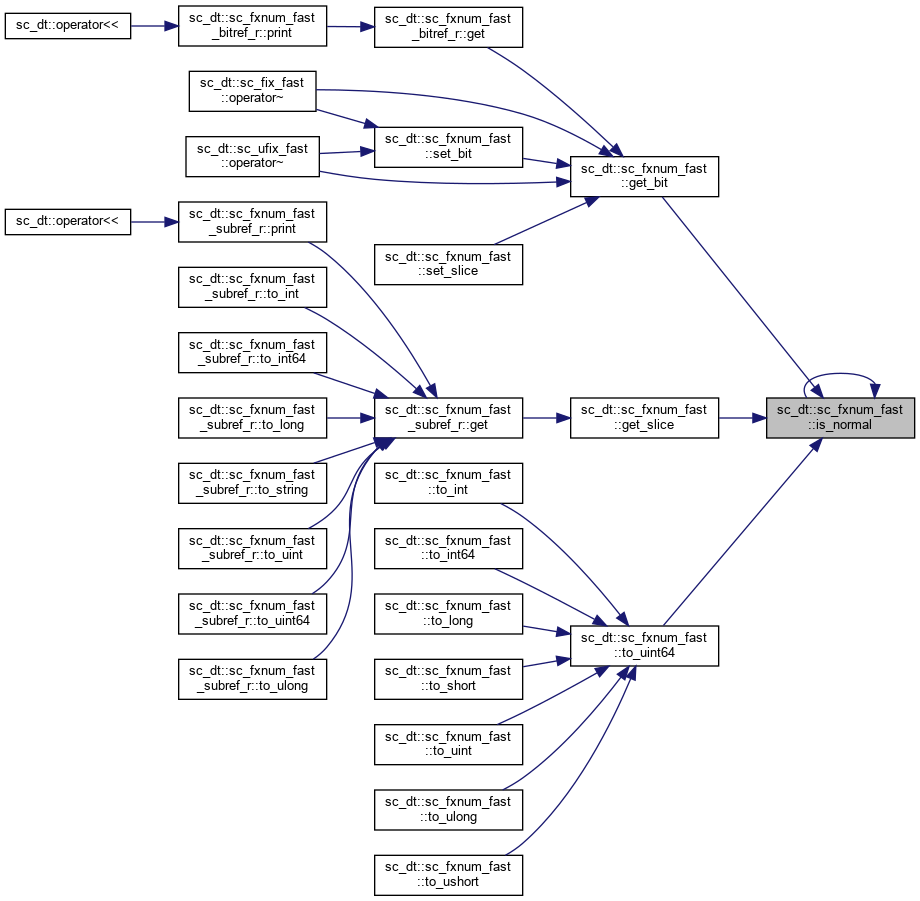 sc_dt::operator<<
sc_dt::sc_fxnum_fast
_bitref_r::print
sc_dt::sc_fxnum_fast
_bitref_r::get
sc_dt::sc_fix_fast
::operator~
sc_dt::sc_ufix_fast
::operator~
sc_dt::sc_fxnum_fast
::set_bit
sc_dt::sc_fxnum_fast
::get_bit
sc_dt::operator<<
sc_dt::sc_fxnum_fast
_subref_r::print
sc_dt::sc_fxnum_fast
::set_slice
sc_dt::sc_fxnum_fast
_subref_r::to_int
sc_dt::sc_fxnum_fast
_subref_r::to_int64
sc_dt::sc_fxnum_fast
_subref_r::to_long
sc_dt::sc_fxnum_fast
_subref_r::get
sc_dt::sc_fxnum_fast
::get_slice
sc_dt::sc_fxnum_fast
::is_normal
sc_dt::sc_fxnum_fast
_subref_r::to_string
sc_dt::sc_fxnum_fast
::to_int
sc_dt::sc_fxnum_fast
_subref_r::to_uint
sc_dt::sc_fxnum_fast
::to_int64
sc_dt::sc_fxnum_fast
_subref_r::to_uint64
sc_dt::sc_fxnum_fast
::to_long
sc_dt::sc_fxnum_fast
::to_uint64
sc_dt::sc_fxnum_fast
_subref_r::to_ulong
sc_dt::sc_fxnum_fast
::to_short
sc_dt::sc_fxnum_fast
::to_uint
sc_dt::sc_fxnum_fast
::to_ulong
sc_dt::sc_fxnum_fast
::to_ushort